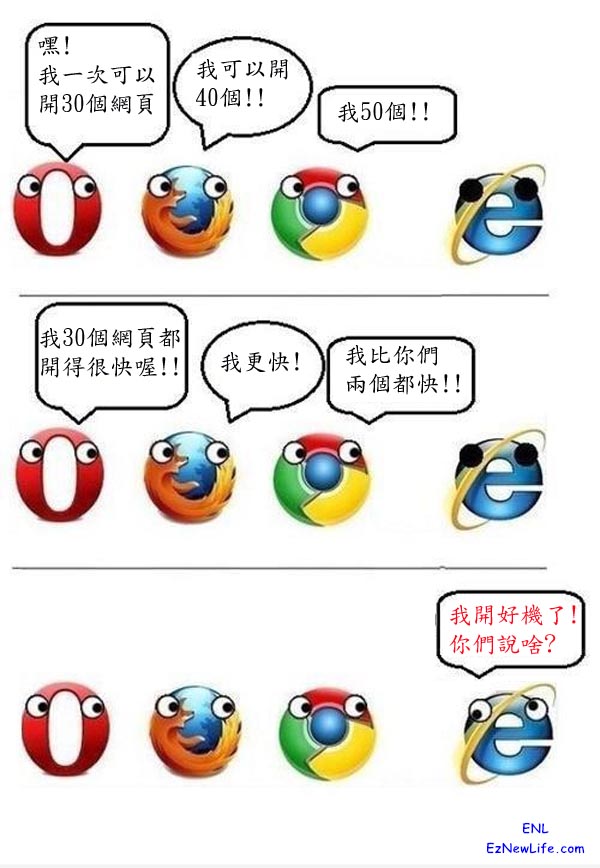 嘿!
我一次可以
開30個網頁
我可以開
40個!!
我50個!!
我30個網頁都
開得很快喔!!
我更快!
我比你們
兩個都快!!
我開好機了!
你們說啥?
ENL
EzNewLife.com